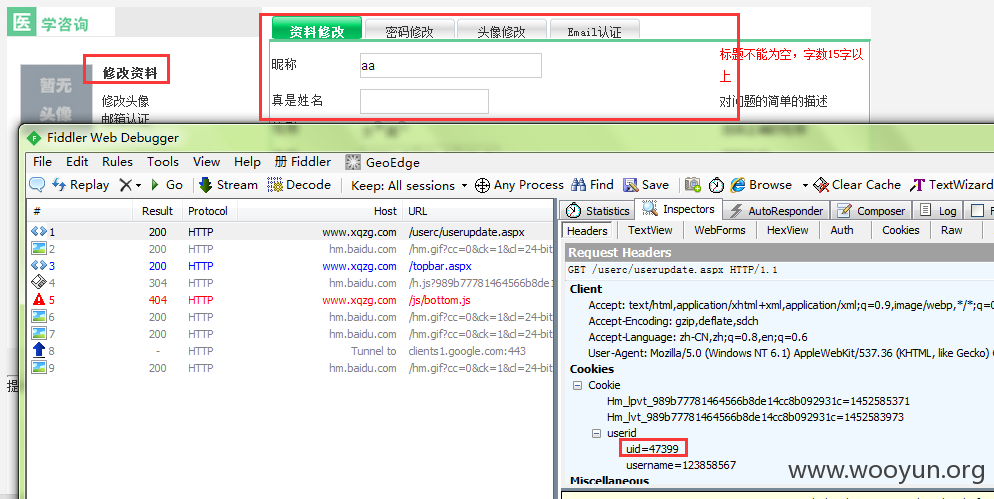 医 学咨询
资料修改 密码修改 头像修改 Email认证
昵称 aa 标题不能为空，字数15字以
上
真是姓名 对问题的简单的描述
暂无
头像
修改资料
修改头像
邮箱认证
Fiddler Web Debugger
File Edit Rules Tools View Help 册 Fiddler GeoEdge
Replay Go Stream Decode Keep: All sessions Any Process Find Save Browse Clear Cache TextWizard
# Result Protocol Host URL
1 200 HTTP www.xqzg.com /userc/userupdate.aspx
2 200 HTTP hm.baidu.com /hm.gif?cc=0&ck=1&cl=24-bit
3 200 HTTP www.xqzg.com /topbar.aspx
4 304 HTTP hm.baidu.com /h.js?989b77781464566b8de1
5 404 HTTP www.xqzg.com /js/bottom.js
6 200 HTTP hm.baidu.com /hm.gif?cc=0&ck=1&cl=24-bit
7 200 HTTP hm.baidu.com /hm.gif?cc=0&ck=1&cl=24-bit
8 - HTTP Tunnel to clients1.google.com:443
9 200 HTTP hm.baidu.com /hm.gif?cc=0&ck=1&cl=24-bit
提
Statistics Inspectors AutoResponder Composer Log F
Headers TextView WebForms HexView Auth Cookies Raw
Request Headers
GET /userc/userupdate.aspx HTTP/1.1
Client
Accept: text/html,application/xhtml+xml,application/xml;q=0.9,image/webp,*/*;q=0
Accept-Encoding: gzip,deflate,sdch
Accept-Language: zh-CN,zh;q=0.8,en;q=0.6
User-Agent: Mozilla/5.0 (Windows NT 6.1) AppleWebKit/537.36 (KHTML, like Gecko)
Cookies
Cookie
Hm_lpvt_989b77781464566b8de14cc8b092931c=1452585371
Hm_lvt_989b77781464566b8de14cc8b092931c=1452583973
userid
uid=47399
username=123858567
Miscellaneous
www.wooyun.org